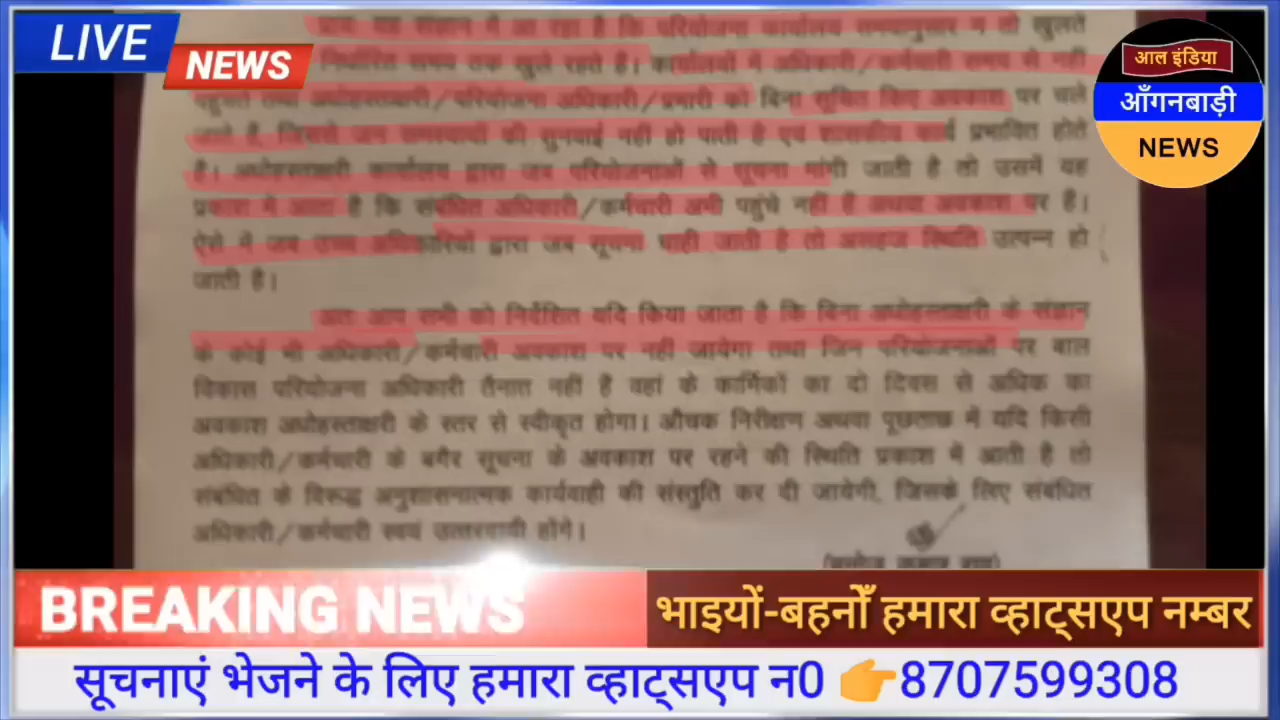 LIVE
NEWS
आल इंडिया
आँगनबाड़ी
NEWS
प्रायः यह संज्ञान में आ रहा है कि परियोजना कार्यालय समयानुसार न तो खुलते
निर्धारित समय खुले रहते हैं। कार्यालयों में अधिकारी/कर्मचारी समय से नहीं
पहुंचते तथा अधोहस्ताक्षरी/परियोजना अधिकारी/प्रभारी को बिना सूचित किए अवकाश पर चले
जाते हैं, जिससे जन समस्यायों की सुनवाई नहीं हो पाती है एवं शासकीय कार्य प्रभावित होते
है। अधोहस्ताक्षरी कार्यालय द्वारा जब परियोजनाओं से सूचना मांगी जाती है तो उसमें यह
प्रकाश में आता है कि संबंधित अधिकारी/कर्मचारी अभी पहुंचे नहीं हैं अथवा अवकाश पर हैं।
ऐसे में जब उच्च अधिकारियों द्वारा जब सूचना चाही जाती है तो असहज स्थिति उत्पन्न हो
जाती है।
अतः आप सभी को निर्देशित यदि किया जाता है कि बिना अधोहस्ताक्षरी के संज्ञान
के कोई भी अधिकारी/कर्मचारी अवकाश पर नहीं जायेगा तथा जिन परियोजनाओं पर बाल
विकास परियोजना अधिकारी तैनात नहीं हैं वहां के कार्मिकों का दो दिवस से अधिक का
अवकाश अधोहस्ताक्षरी के स्तर से स्वीकृत होगा। औचक निरीक्षण अथवा पूछताछ में यदि किसी
अधिकारी/कर्मचारी के बगैर सूचना के अवकाश पर रहने की स्थिति प्रकाश में आती है तो
संबंधित के विरूद्ध अनुशासनात्मक कार्यवाही की संस्तुति कर दी जायेगी, जिसके लिए संबंधित
अधिकारी/कर्मचारी स्वयं उत्तरदायी होंगे।
BREAKING NEWS
भाइयों-बहनोँ हमारा व्हाट्सएप नम्बर
सूचनाएं भेजने के लिए हमारा व्हाट्सएप न0 👉8707599308